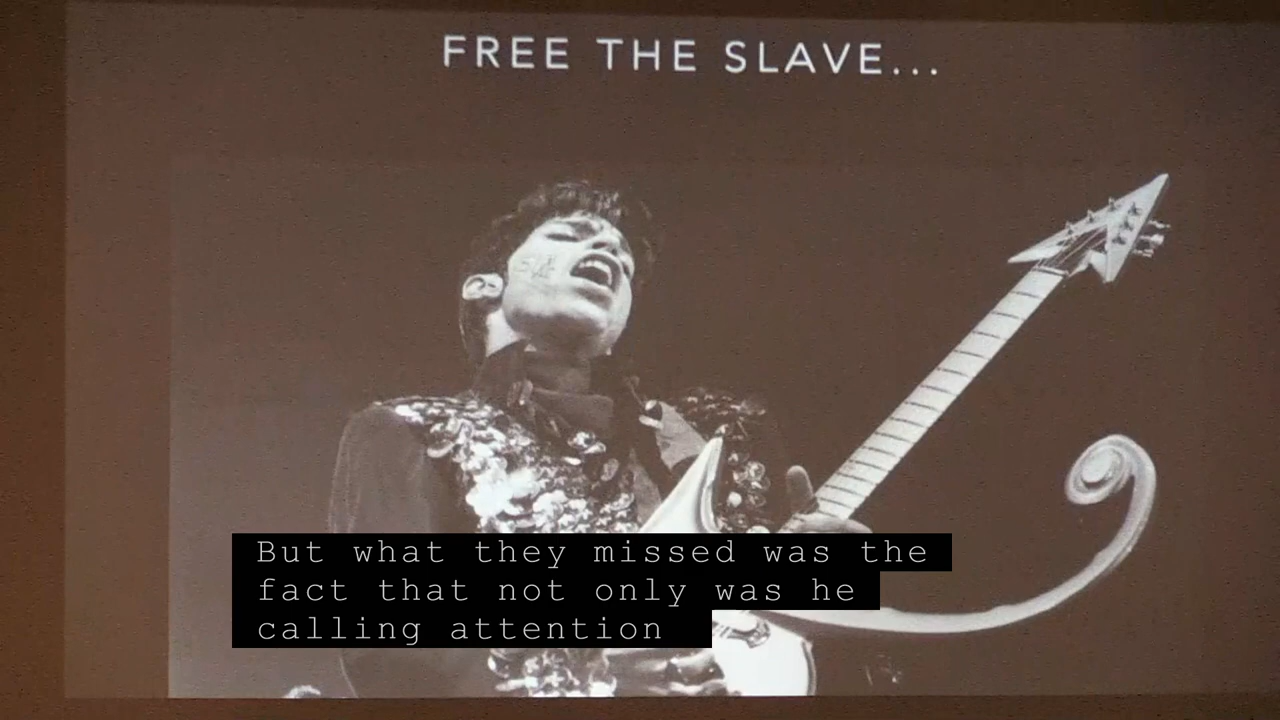 FREE THE SLAVE...
But what they missed was the
fact that not only was he
calling attention